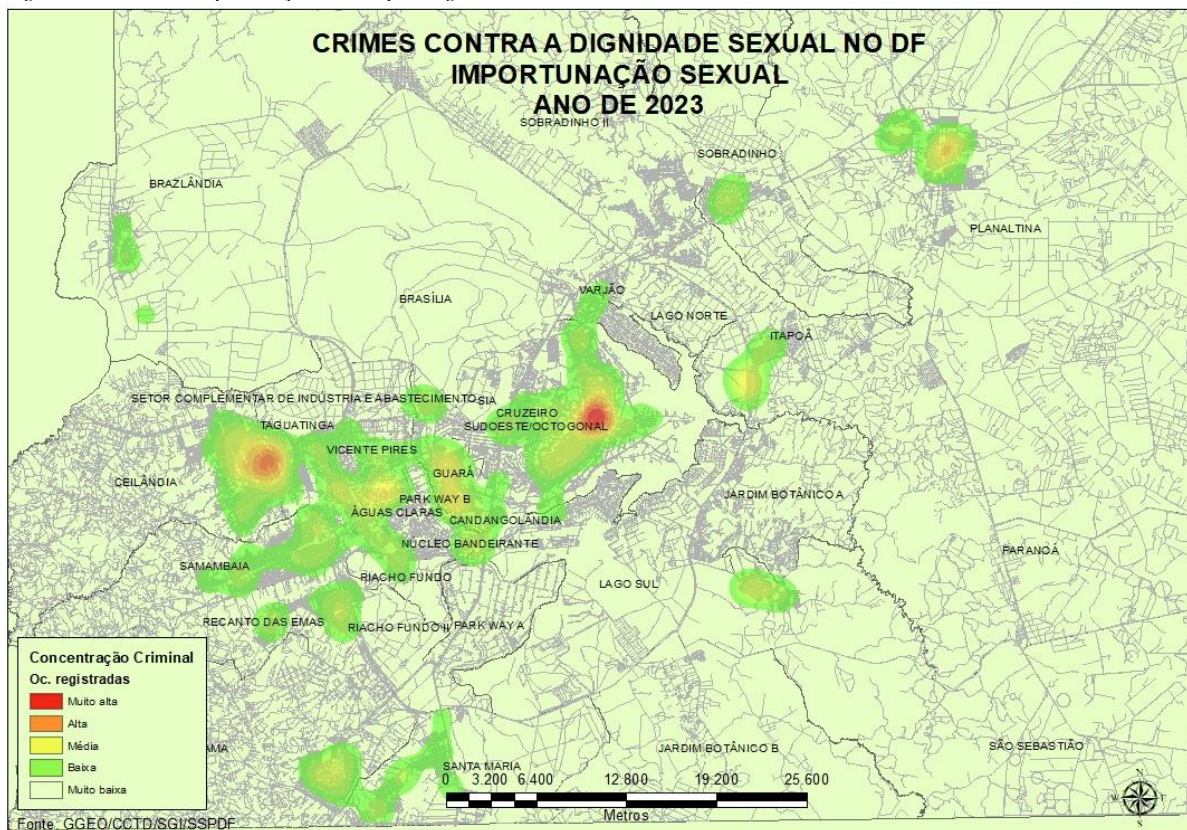 CRIMES CONTRA A DIGNIDADE SEXUAL NO DF
IMPORTUNAÇÃO SEXUAL
ANO DE 2023
SOBRADINHO II
SOBRADINHO
BRAZLÂNDIA
PLANALTINA
VARJÃO
BRASÍLIA
LAGO NORTE
ITAPOÃ
SETOR COMPLEMENTAR DE INDÚSTRIA E ABASTECIMENTO
SIA
CRUZEIRO
SUDOESTE/OCTOGONAL
TAGUATINGA
VICENTE PIRES
GUARÁ
CEILÂNDIA
PARK WAY B
JARDIM BOTÂNICO A
ÁGUAS CLARAS
CANDANGOLÂNDIA
NÚCLEO BANDEIRANTE
PARANOÁ
SAMAMBAIA
RIACHO FUNDO
LAGO SUL
RECANTO DAS EMAS
RIACHO FUNDO II
PARK WAY A
Concentração Criminal
Oc. registradas
Muito alta
Alta
Média
Baixa
Muito baixa
AMA
SANTA MARIA
JARDIM BOTÂNICO B
SÃO SEBASTIÃO
0 3.200 6.400 12.800 19.200 25.600
Metros
N
W E
S
Fonte: GGEO/CCTD/SGI/SSPDF